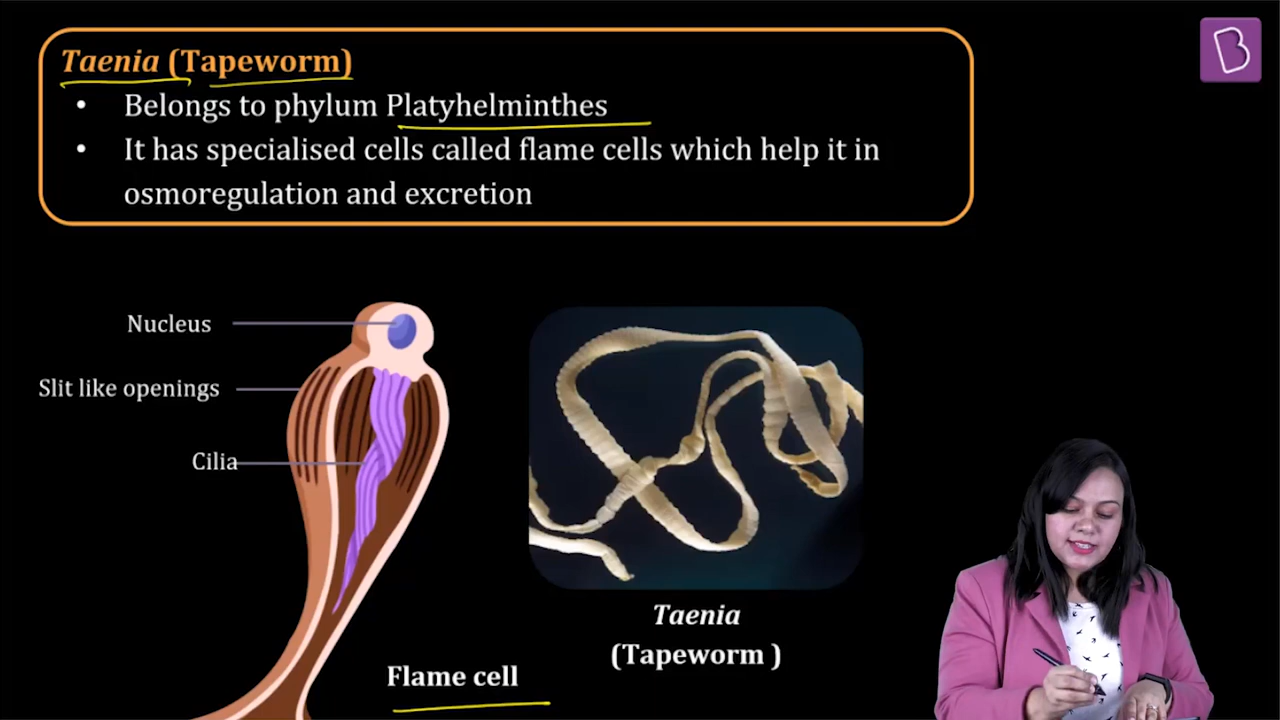 Taenia (Tapeworm)
• Belongs to phylum Platyhelminthes
• It has specialised cells called flame cells which help it in
osmoregulation and excretion
Nucleus
Slit like openings
Cilia
Flame cell
Taenia
(Tapeworm )